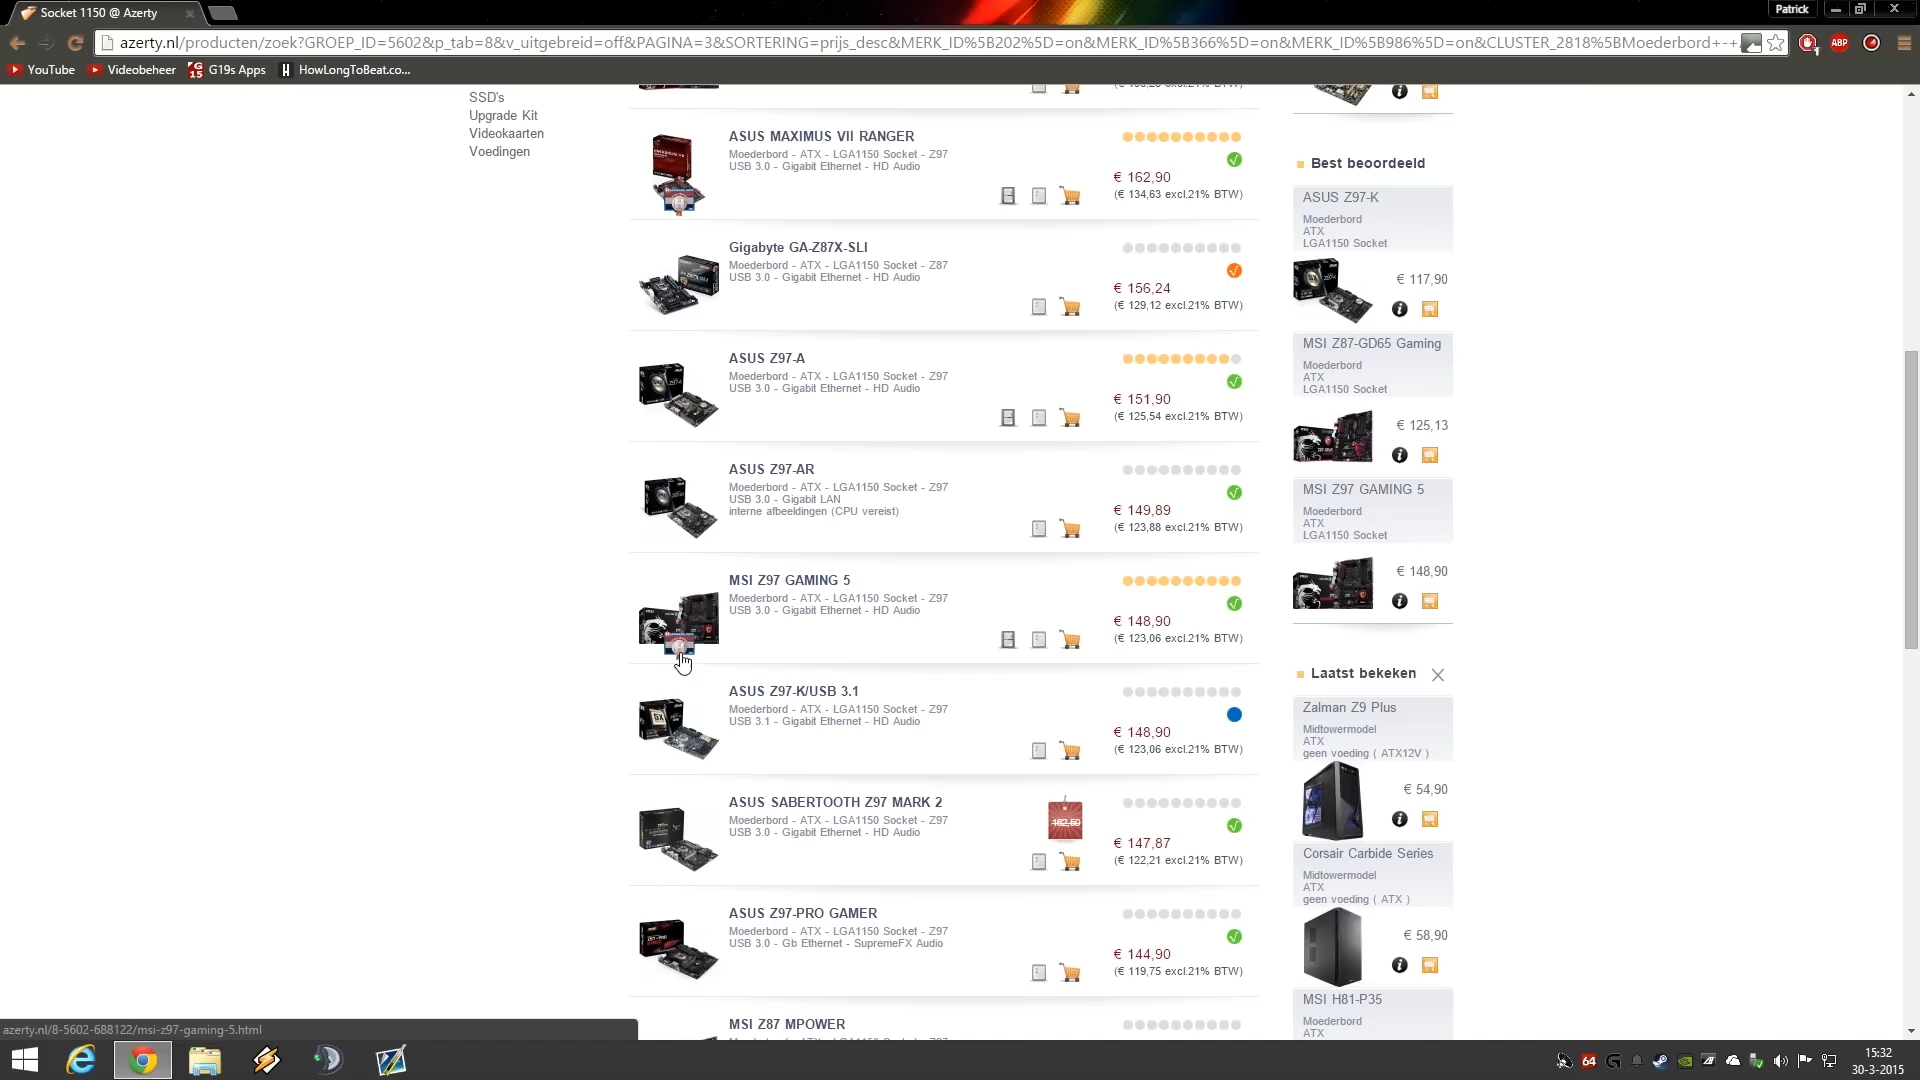 Socket 1150 @ Azerty
Patrick
azerty.nl/producten/zoek?GROEP_ID=5602&p_tab=8&v_uitgebreid=off&PAGINA=3&SORTERING=prijs_desc&MERK_ID%5B202%5D=on&MERK_ID%5B366%5D=on&MERK_ID%5B986%5D=on&CLUSTER_2818%5BMoederbord+-+
ABP
YouTube
Videobeheer
G19s Apps
HowLongToBeat.co...
SSD's
Upgrade Kit
Videokaarten
Voedingen
ASUS MAXIMUS VII RANGER
Moederbord - ATX - LGA1150 Socket - Z97
USB 3.0 - Gigabit Ethernet - HD Audio
€ 162,90
(€ 134,63 excl.21% BTW)
Gigabyte GA-Z87X-SLI
Moederbord - ATX - LGA1150 Socket - Z87
USB 3.0 - Gigabit Ethernet - HD Audio
€ 156,24
(€ 129,12 excl.21% BTW)
ASUS Z97-A
Moederbord - ATX - LGA1150 Socket - Z97
USB 3.0 - Gigabit Ethernet - HD Audio
€ 151,90
(€ 125,54 excl.21% BTW)
ASUS Z97-AR
Moederbord - ATX - LGA1150 Socket - Z97
USB 3.0 - Gigabit LAN
interne afbeeldingen (CPU vereist)
€ 149,89
(€ 123,88 excl.21% BTW)
MSI Z97 GAMING 5
Moederbord - ATX - LGA1150 Socket - Z97
USB 3.0 - Gigabit Ethernet - HD Audio
€ 148,90
(€ 123,06 excl.21% BTW)
ASUS Z97-K/USB 3.1
Moederbord - ATX - LGA1150 Socket - Z97
USB 3.1 - Gigabit Ethernet - HD Audio
€ 148,90
(€ 123,06 excl.21% BTW)
ASUS SABERTOOTH Z97 MARK 2
Moederbord - ATX - LGA1150 Socket - Z97
USB 3.0 - Gigabit Ethernet - HD Audio
162,50
€ 147,87
(€ 122,21 excl.21% BTW)
ASUS Z97-PRO GAMER
Moederbord - ATX - LGA1150 Socket - Z97
USB 3.0 - Gb Ethernet - SupremeFX Audio
€ 144,90
(€ 119,75 excl.21% BTW)
MSI Z87 MPOWER
Best beoordeeld
ASUS Z97-K
Moederbord
ATX
LGA1150 Socket
€ 117,90
MSI Z87-GD65 Gaming
Moederbord
ATX
LGA1150 Socket
€ 125,13
MSI Z97 GAMING 5
Moederbord
ATX
LGA1150 Socket
€ 148,90
Laatst bekeken
Zalman Z9 Plus
Midtowermodel
ATX
geen voeding ( ATX12V )
€ 54,90
Corsair Carbide Series
Midtowermodel
ATX
geen voeding ( ATX )
€ 58,90
MSI H81-P35
Moederbord
ATX
azerty.nl/8-5602-688122/msi-z97-gaming-5.html
64
15:32
30-3-2015